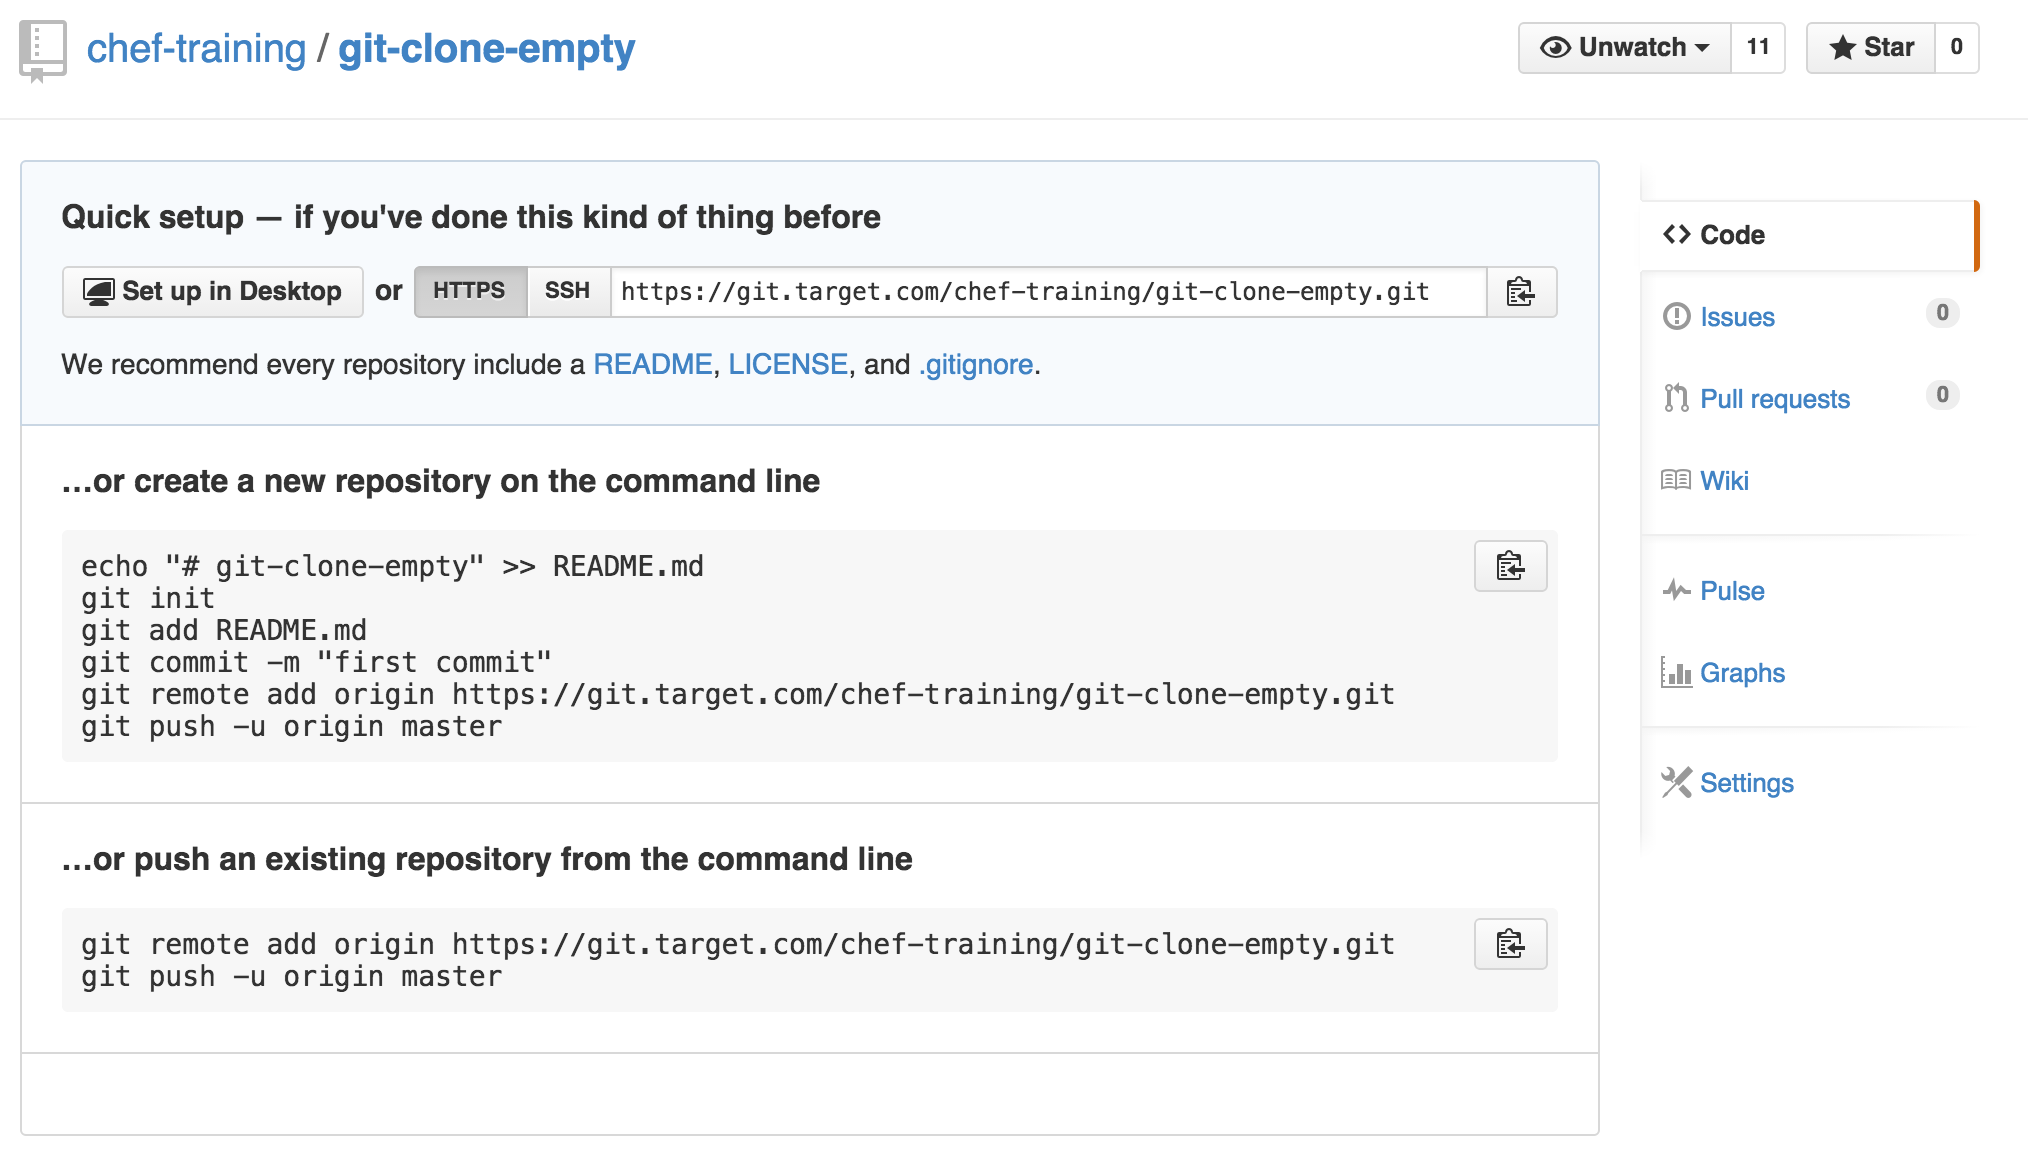 chef-training / git-clone-empty
Unwatch 11
Star 0
Quick setup — if you've done this kind of thing before
Set up in Desktop or HTTPS SSH https://git.target.com/chef-training/git-clone-empty.git
We recommend every repository include a README, LICENSE, and .gitignore.
…or create a new repository on the command line
echo "# git-clone-empty" >> README.md
git init
git add README.md
git commit -m "first commit"
git remote add origin https://git.target.com/chef-training/git-clone-empty.git
git push -u origin master
…or push an existing repository from the command line
git remote add origin https://git.target.com/chef-training/git-clone-empty.git
git push -u origin master
Code
Issues 0
Pull requests 0
Wiki
Pulse
Graphs
Settings